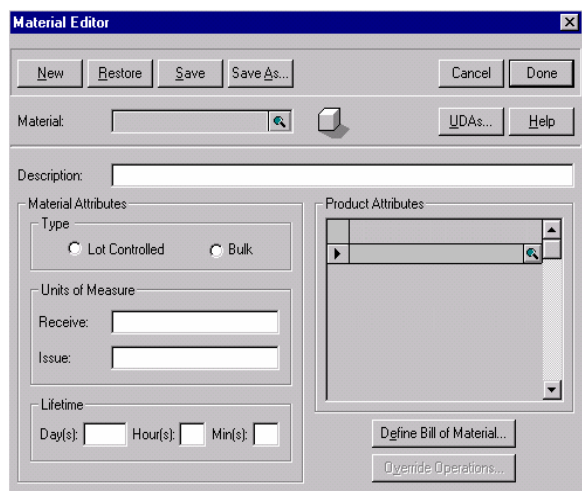 Material Editor
New Restore Save Save As... Cancel Done
Material: UDAs... Help
Description:
Material Attributes Product Attributes
Type
Lot Controlled Bulk
Units of Measure
Receive:
Issue:
Lifetime
Day(s): Hour(s): Min(s):
Define Bill of Material...
Override Operations...